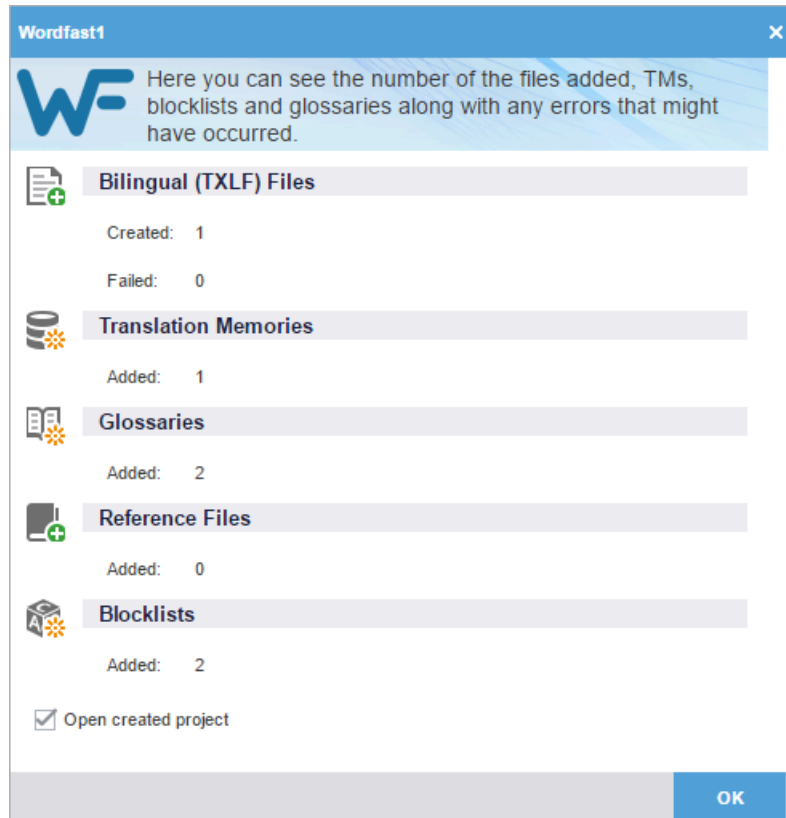 Wordfast1
WF
Here you can see the number of the files added, TMs,
blocklists and glossaries along with any errors that might
have occurred.
Bilingual (TXLF) Files
Created: 1
Failed: 0
Translation Memories
Added: 1
Glossaries
Added: 2
Reference Files
Added: 0
Blocklists
Added: 2
Open created project
OK